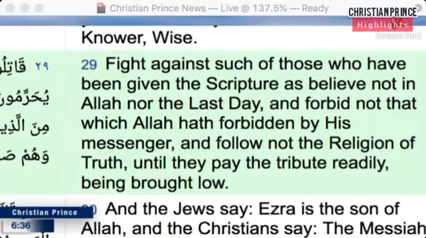 Christian Prince News — Live @ 137.5% — Ready
CHRISTIAN PRINCE
Highlights
Knower, Wise.
٢٩ قَاتِلُو
29 Fight against such of those who have
been given the Scripture as believe not in
يُحَرِّمُونَ
Allah nor the Last Day, and forbid not that
which Allah hath forbidden by His
مِنَ الَّذِي
messenger, and follow not the Religion of
وَهُمْ صَ
Truth, until they pay the tribute readily,
being brought low.
And the Jews say: Ezra is the son of
Christian Prince
6:36
Allah, and the Christians say: The Messiah